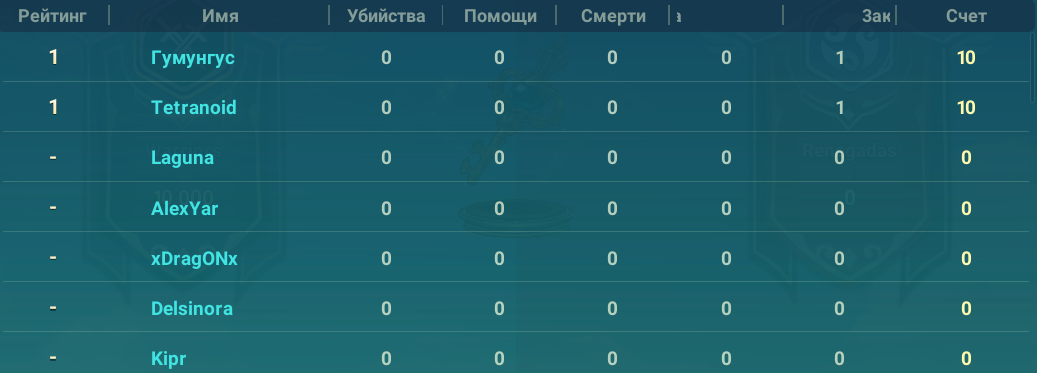 Рейтинг Имя Убийства Помощи Смерти а Зак Счет
1 Гумунгус 0 0 0 0 1 10
1 Tetranoid 0 0 0 0 1 10
- Laguna 0 0 0 0 0 0
- AlexYar 0 0 0 0 0 0
- xDragONx 0 0 0 0 0 0
- Delsinora 0 0 0 0 0 0
- Kipr 0 0 0 0 0 0